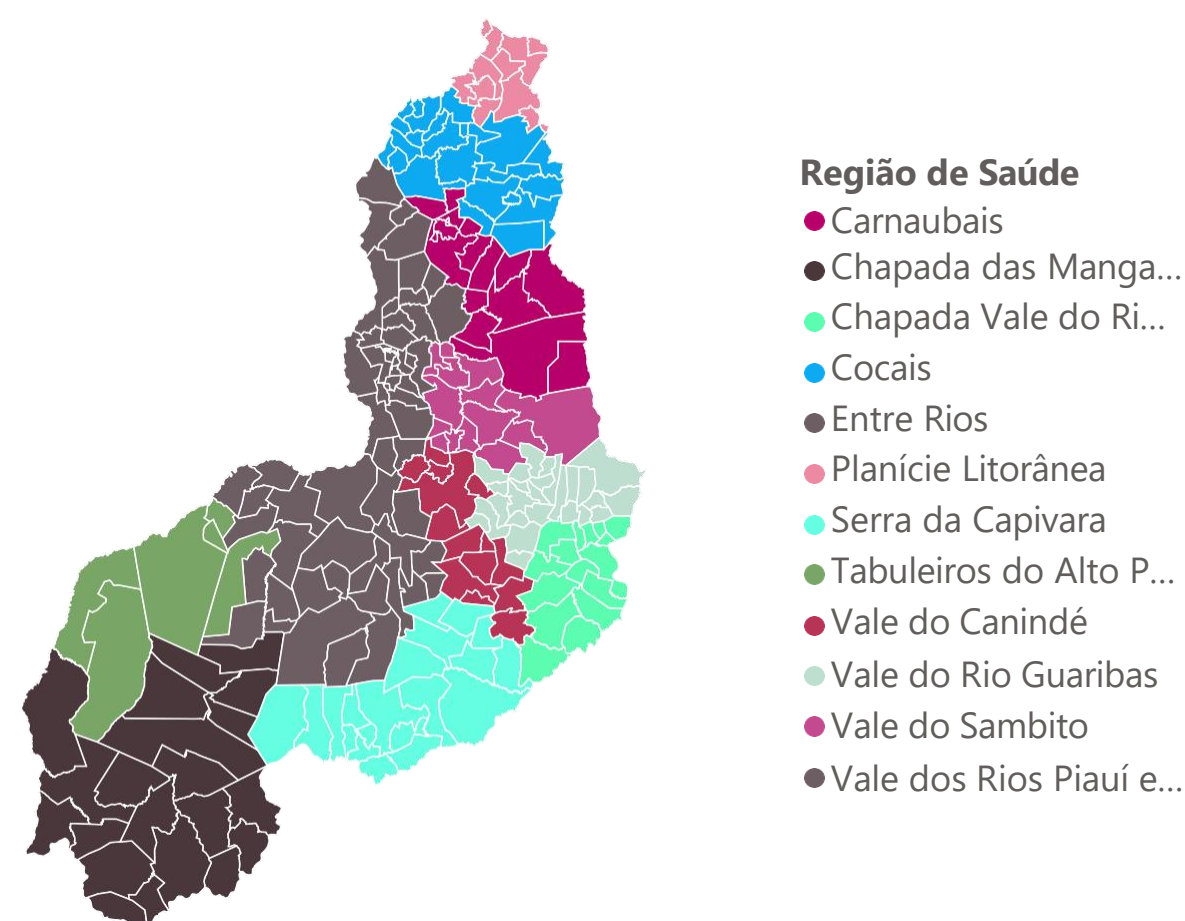 Região de Saúde
Carnaubais
Chapada das Manga...
Chapada Vale do Ri...
Cocais
Entre Rios
Planície Litorânea
Serra da Capivara
Tabuleiros do Alto P...
Vale do Canindé
Vale do Rio Guaribas
Vale do Sambito
Vale dos Rios Piauí e...